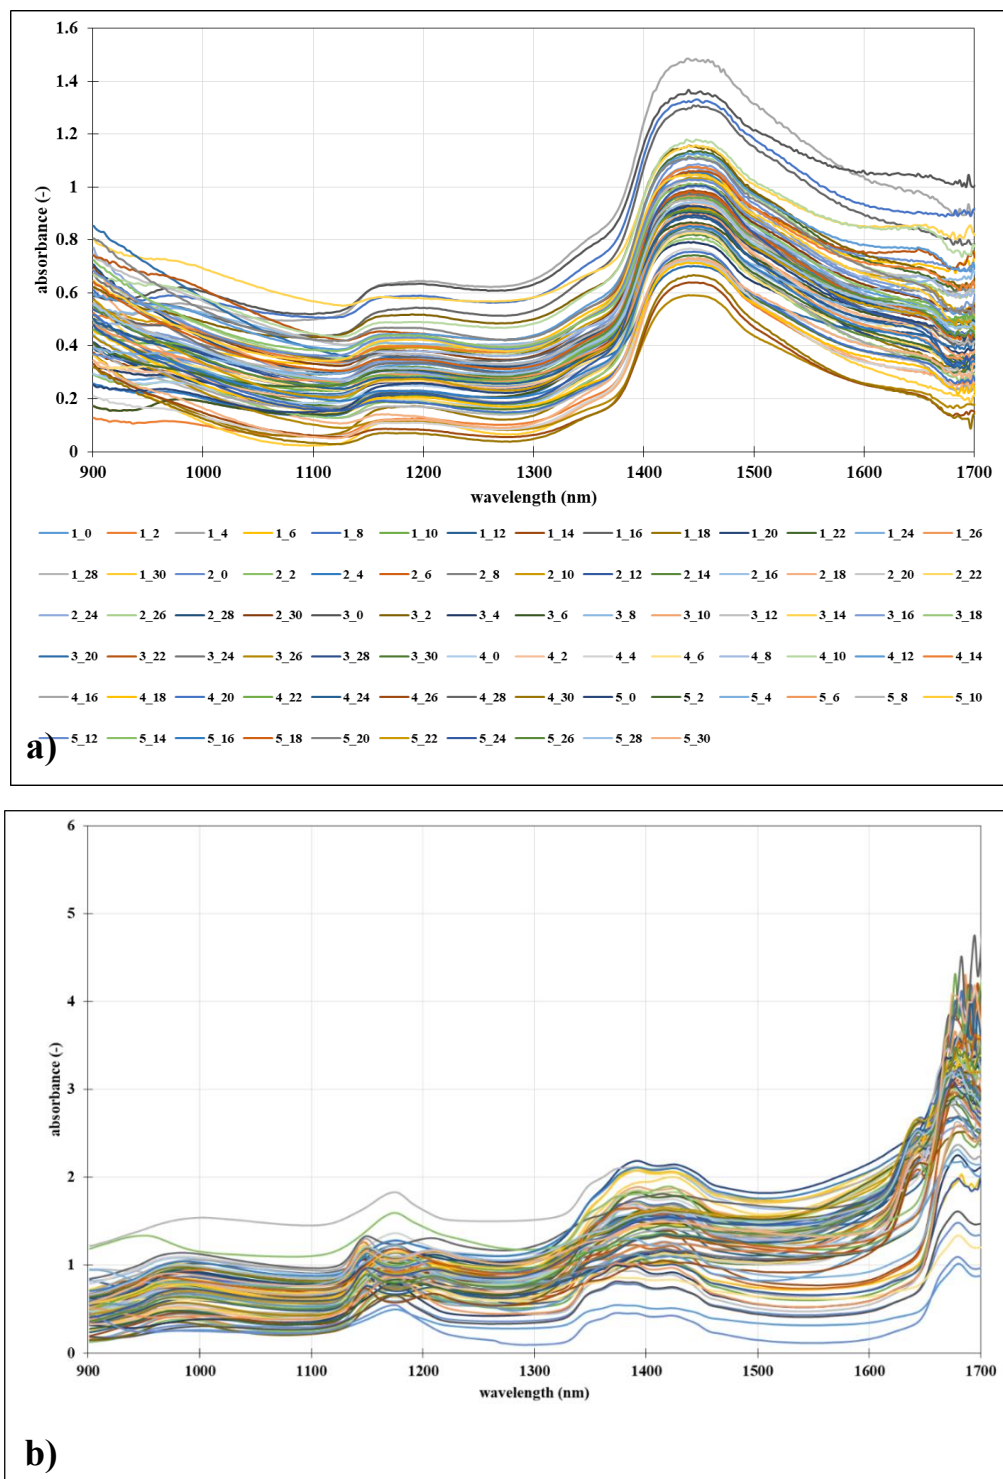 1.6
1.4
1.2
1
0.8
0.6
0.4
0.2
0
absorbance (-)
900 1000 1100 1200 1300 1400 1500 1600 1700
wavelength (nm)
1_0 1_2 1_4 1_6 1_8 1_10 1_12 1_14 1_16 1_18 1_20 1_22 1_24 1_26
1_28 1_30 2_0 2_2 2_4 2_6 2_8 2_10 2_12 2_14 2_16 2_18 2_20 2_22
2_24 2_26 2_28 2_30 3_0 3_2 3_4 3_6 3_8 3_10 3_12 3_14 3_16 3_18
3_20 3_22 3_24 3_26 3_28 3_30 4_0 4_2 4_4 4_6 4_8 4_10 4_12 4_14
4_16 4_18 4_20 4_22 4_24 4_26 4_28 4_30 5_0 5_2 5_4 5_6 5_8 5_10
5_12 5_14 5_16 5_18 5_20 5_22 5_24 5_26 5_28 5_30
a)
6
5
4
3
2
1
0
absorbance (-)
900 1000 1100 1200 1300 1400 1500 1600 1700
wavelength (nm)
b)